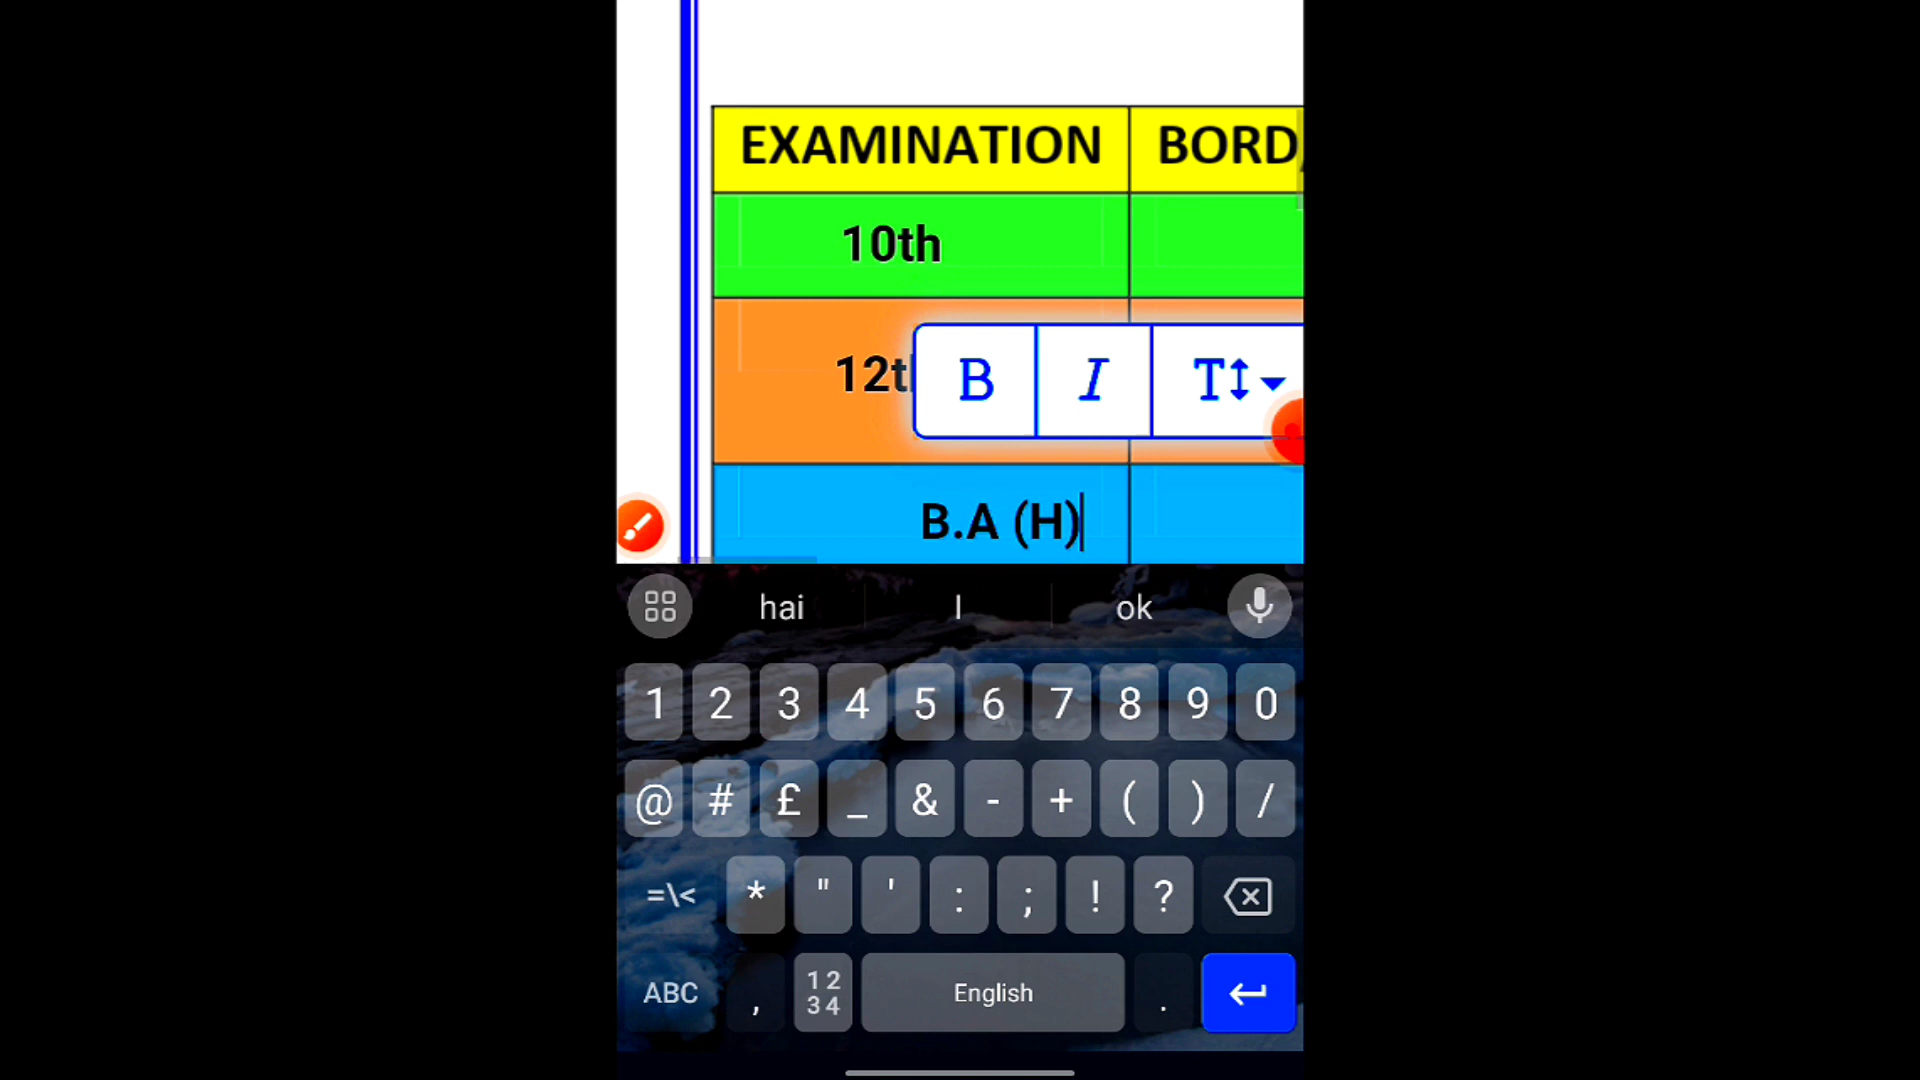 EXAMINATION BORD
10th
12t
B I T
B.A (H)
hai I ok
1 2 3 4 5 6 7 8 9 0
@ # £ _ & - + ( ) /
=\< * " ' : ; ! ?
ABC , 12 34 English .